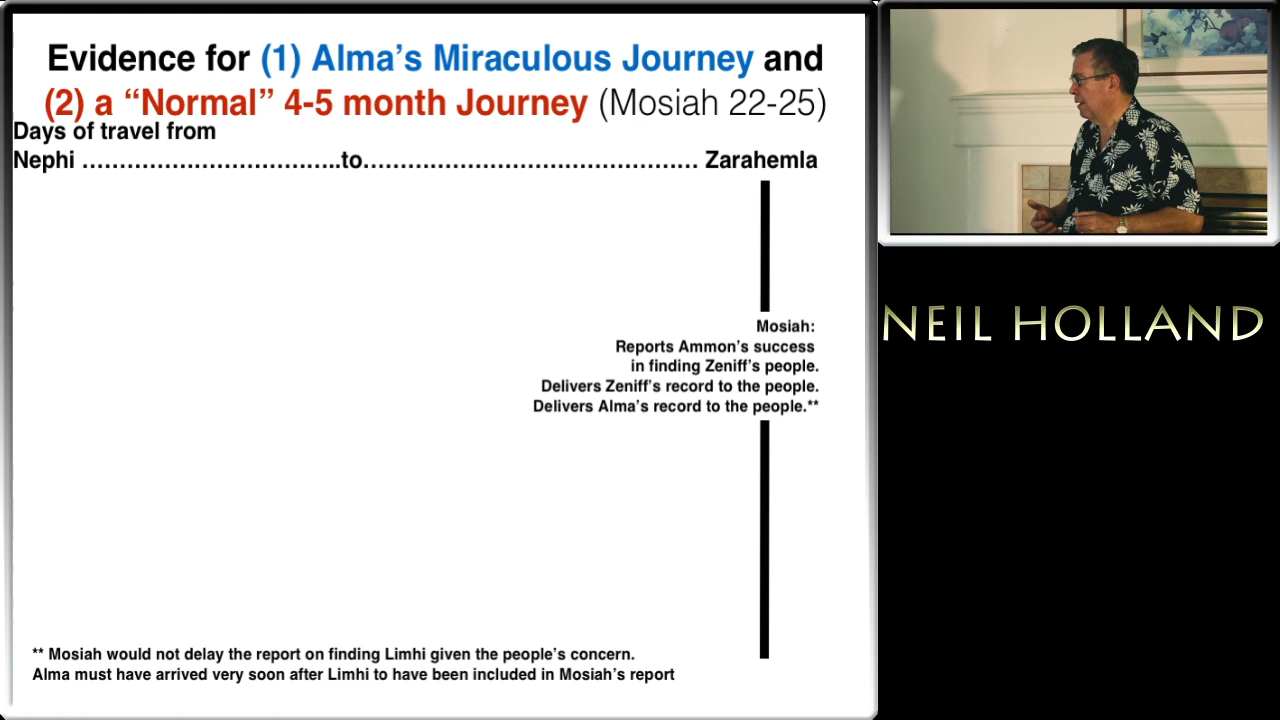 Evidence for (1) Alma's Miraculous Journey and
(2) a “Normal” 4-5 month Journey (Mosiah 22-25)
Days of travel from
Nephi ……………………………..to……………………………………… Zarahemla
Mosiah:
Reports Ammon's success
in finding Zeniff's people.
Delivers Zeniff's record to the people.
Delivers Alma's record to the people.**
** Mosiah would not delay the report on finding Limhi given the people's concern.
Alma must have arrived very soon after Limhi to have been included in Mosiah's report
NEIL HOLLAND